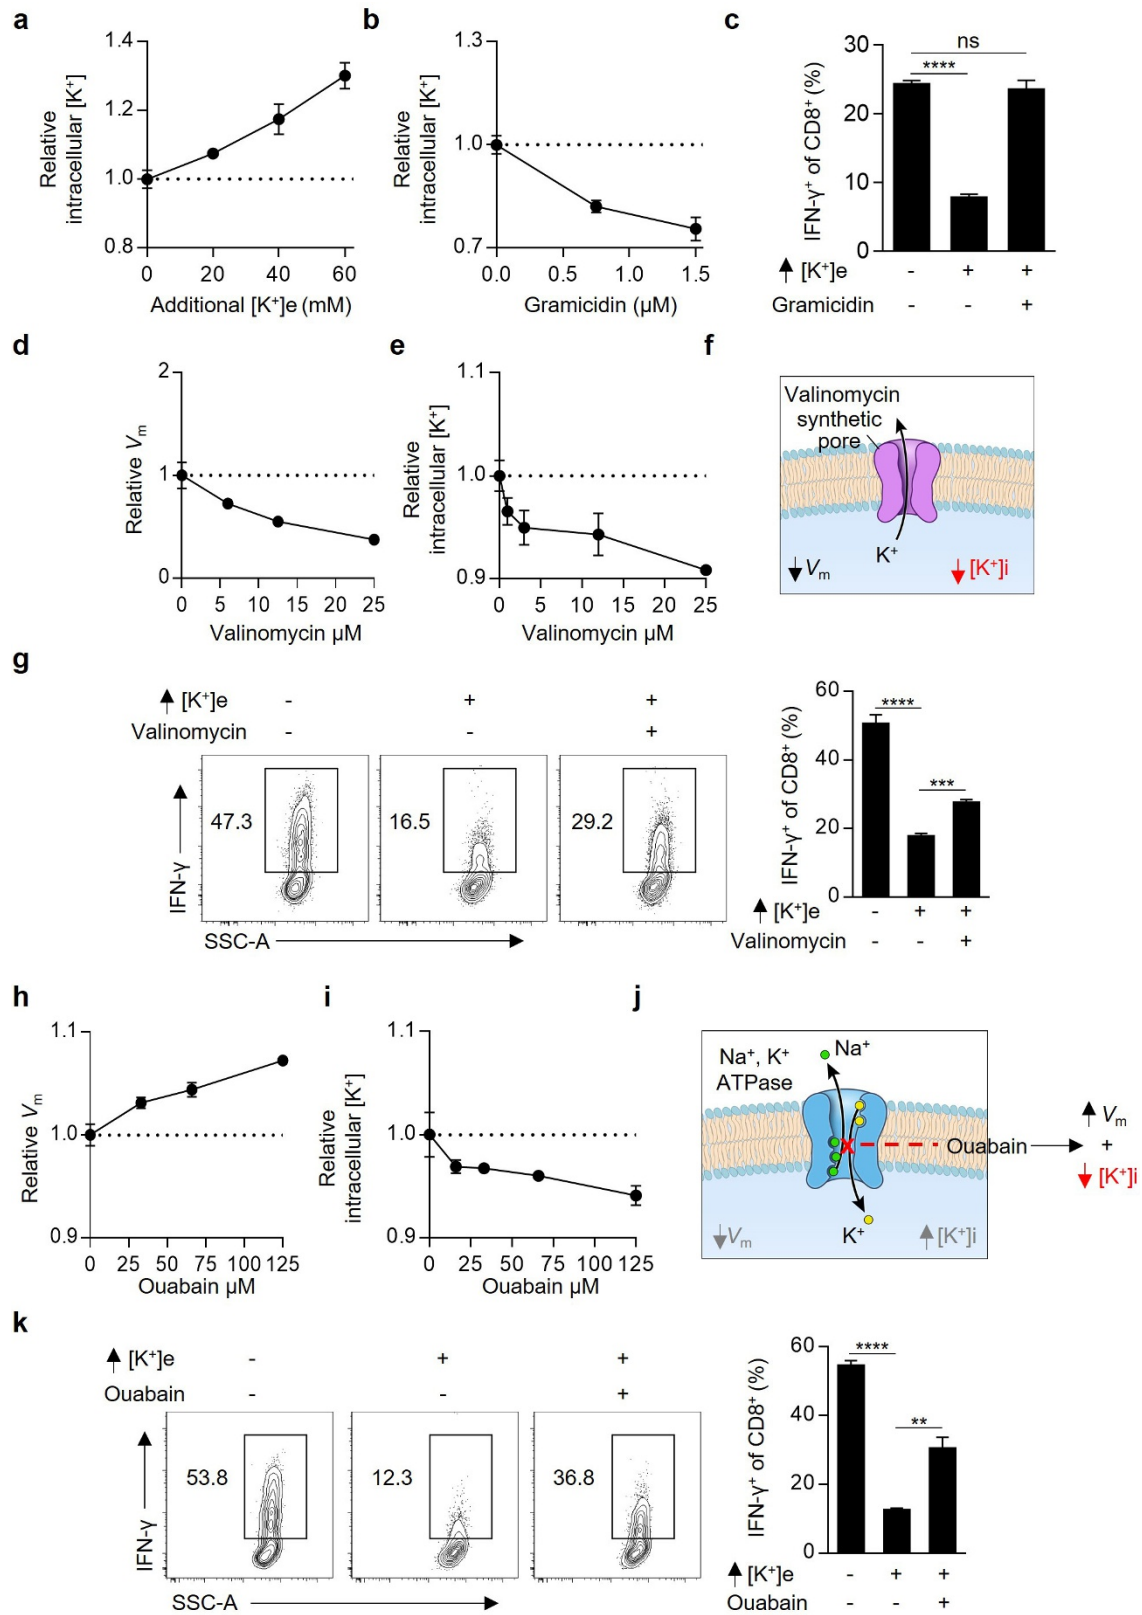 a
1.4
1.2
1.0
0.8
Relative
intracellular [K⁺]
0 20 40 60
Additional [K⁺]e (mM)
b
1.3
1.0
0.7
Relative
intracellular [K⁺]
0.0 0.5 1.0 1.5
Gramicidin (μM)
c
30
20
10
0
IFN-γ⁺ of CD8⁺ (%)
ns
****
[K⁺]e - + +
Gramicidin - - +
d
2
1
0
Relative Vm
0 5 10 15 20 25
Valinomycin μM
e
1.1
1.0
0.9
Relative
intracellular [K⁺]
0 5 10 15 20 25
Valinomycin μM
f
Valinomycin
synthetic
pore
K⁺
Vm
[K⁺]i
g
[K⁺]e - + +
Valinomycin - - +
47.3 16.5 29.2
IFN-γ
SSC-A
60
40
20
0
IFN-γ⁺ of CD8⁺ (%)
****
***
[K⁺]e - + +
Valinomycin - - +
h
1.1
1.0
0.9
Relative Vm
0 25 50 75 100 125
Ouabain μM
i
1.1
1.0
0.9
Relative
intracellular [K⁺]
0 25 50 75 100 125
Ouabain μM
j
Na⁺, K⁺
ATPase
Na⁺
x
Ouabain
Vm
+
[K⁺]i
K⁺
Vm
[K⁺]i
k
[K⁺]e - + +
Ouabain - - +
53.8 12.3 36.8
IFN-γ
SSC-A
60
40
20
0
IFN-γ⁺ of CD8⁺ (%)
****
**
[K⁺]e - + +
Ouabain - - +